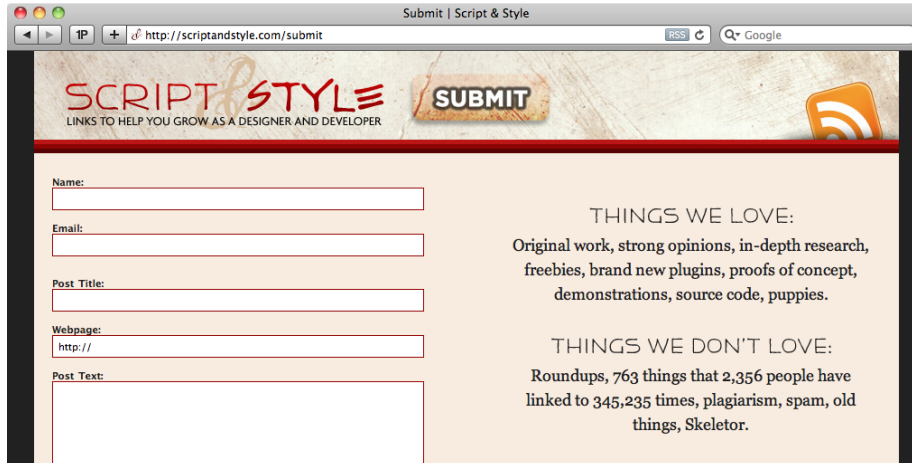 Submit | Script & Style
1P
+
http://scriptandstyle.com/submit
RSS
Google
SCRIPT & STYLE
SUBMIT
LINKS TO HELP YOU GROW AS A DESIGNER AND DEVELOPER
Name:
Email:
Post Title:
Webpage:
http://
Post Text:
THINGS WE LOVE:
Original work, strong opinions, in-depth research,
freebies, brand new plugins, proofs of concept,
demonstrations, source code, puppies.
THINGS WE DON'T LOVE:
Roundups, 763 things that 2,356 people have
linked to 345,235 times, plagiarism, spam, old
things, Skeletor.